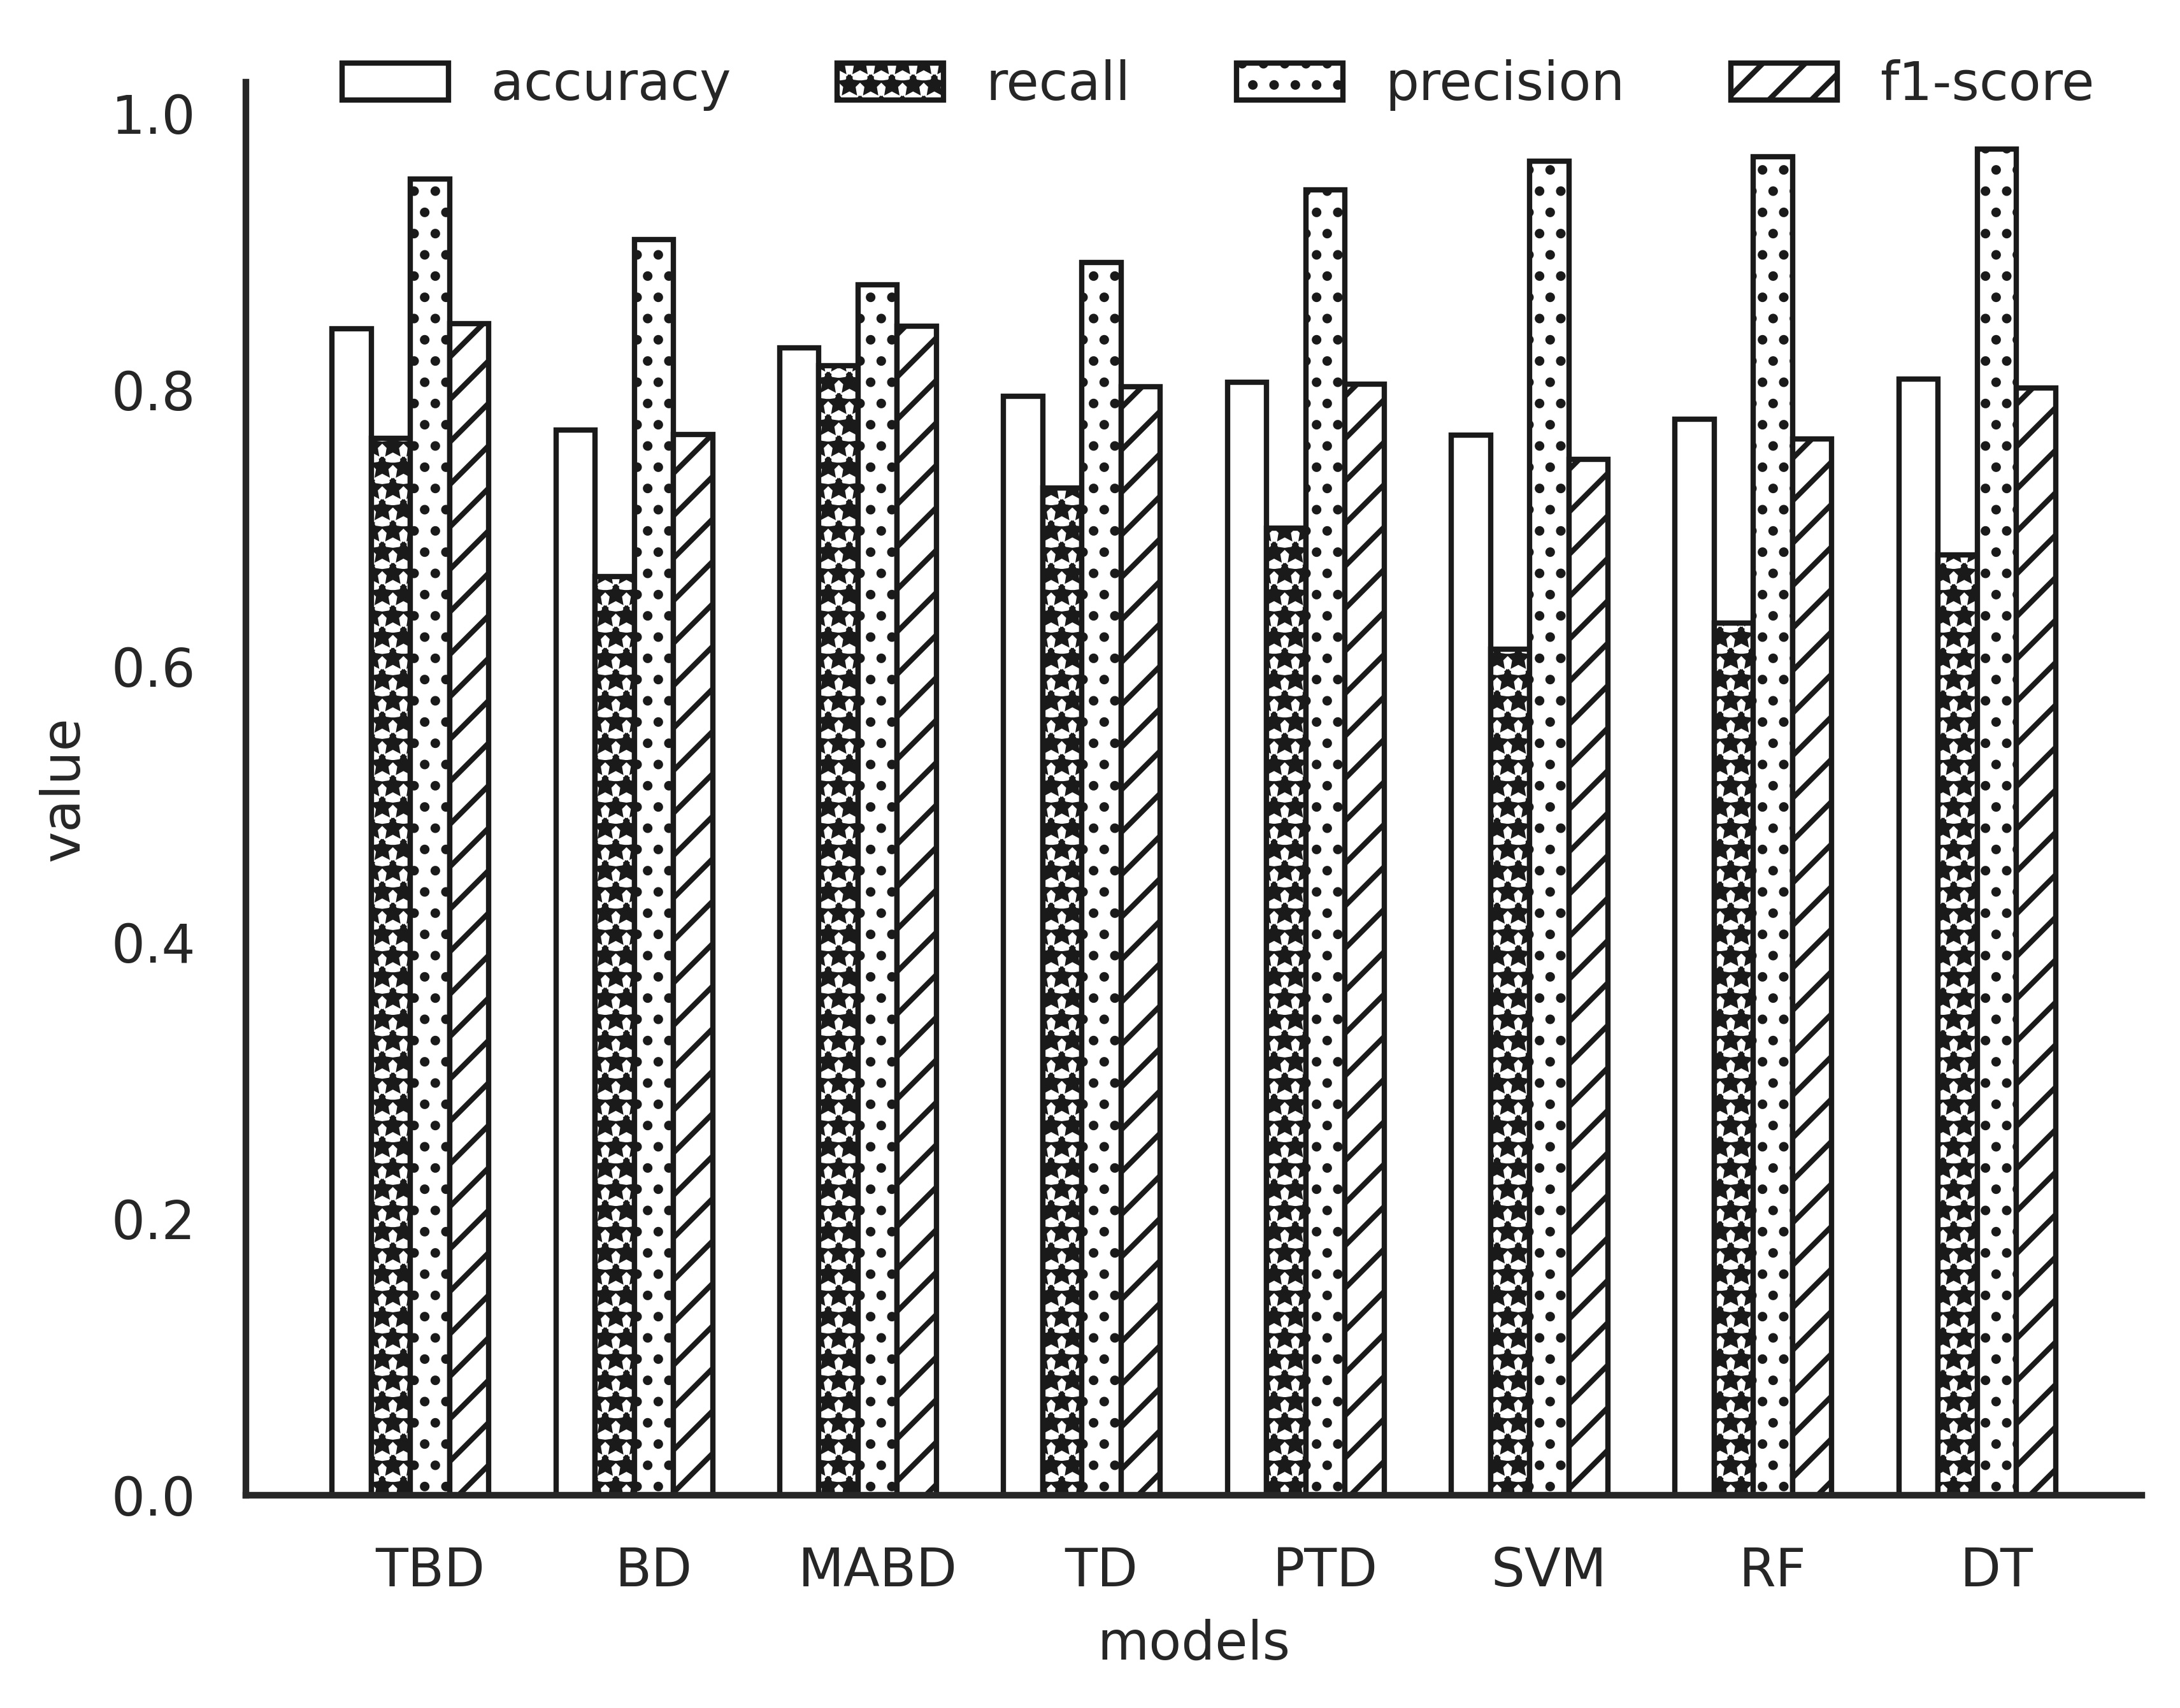 accuracy recall precision f1-score
1.0
0.8
0.6
0.4
0.2
0.0
value
TBD BD MABD TD PTD SVM RF DT
models